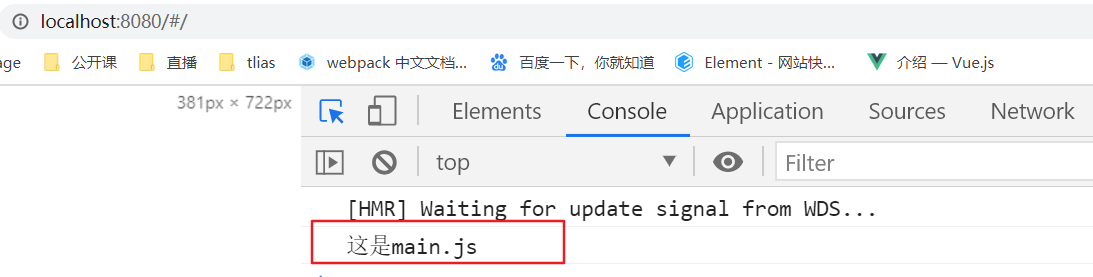 localhost:8080/#/
age 公开课 直播 tlias webpack 中文文档... 百度一下，你就知道 Element - 网站快... 介绍 — Vue.js
381px × 722px Elements Console Application Sources Network
top Filter
[HMR] Waiting for update signal from WDS...
这是main.js